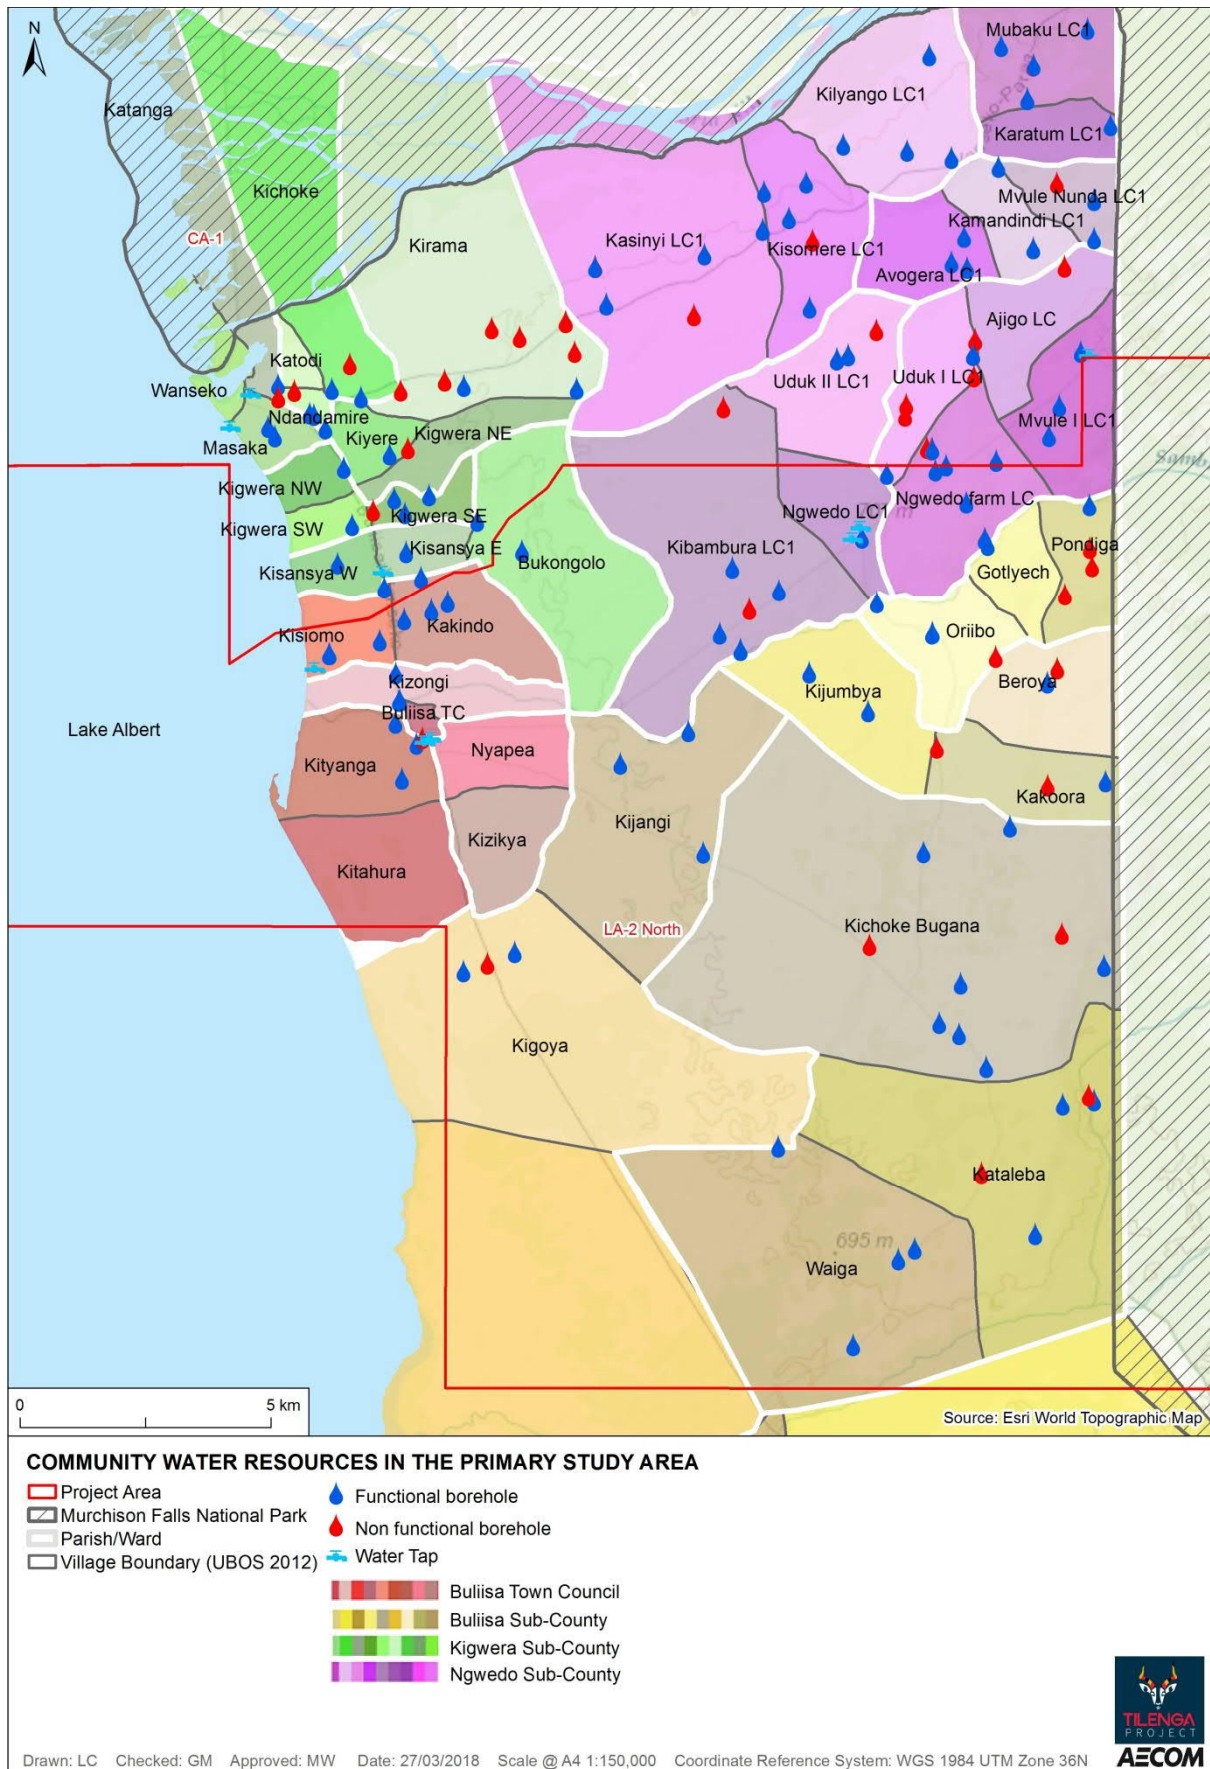 N
Mubaku LC1
Katanga
Kilyango LC1
Karatum LC1
Kichoke
Mvule Nunda LC1
CA-1
Kirama
Kasinyi LC1
Kisomere LC1
Kamandindi LC1
Avogera LC1
Ajigo LC
Katodi
Uduk II LC1
Uduk I LC1
Wanseko
Ndandamire
Mvule I LC1
Masaka
Kiyere
Kigwera NE
Kigwera NW
Ngwedo farm LC
Kigwera SW
Kigwera SE
Ngwedo LC1
Kisansya E
Kibambura LC1
Pondiga
Kisansya W
Bukongolo
Gotlyech
Kisiomo
Kakindo
Oriibo
Kizongi
Kijumbya
Beroya
Buliisa TC
Lake Albert
Nyapea
Kityanga
Kakoora
Kijangi
Kizikya
Kitahura
LA-2 North
Kichoke Bugana
Kigoya
Kataleba
695 m
Waiga
0
5 km
Source: Esri World Topographic Map
COMMUNITY WATER RESOURCES IN THE PRIMARY STUDY AREA
Project Area
Murchison Falls National Park
Parish/Ward
Village Boundary (UBOS 2012)
Functional borehole
Non functional borehole
Water Tap
Buliisa Town Council
Buliisa Sub-County
Kigwera Sub-County
Ngwedo Sub-County
TILENGA
PROJECT
AECOM
Drawn: LC Checked: GM Approved: MW Date: 27/03/2018 Scale @ A4 1:150,000 Coordinate Reference System: WGS 1984 UTM Zone 36N